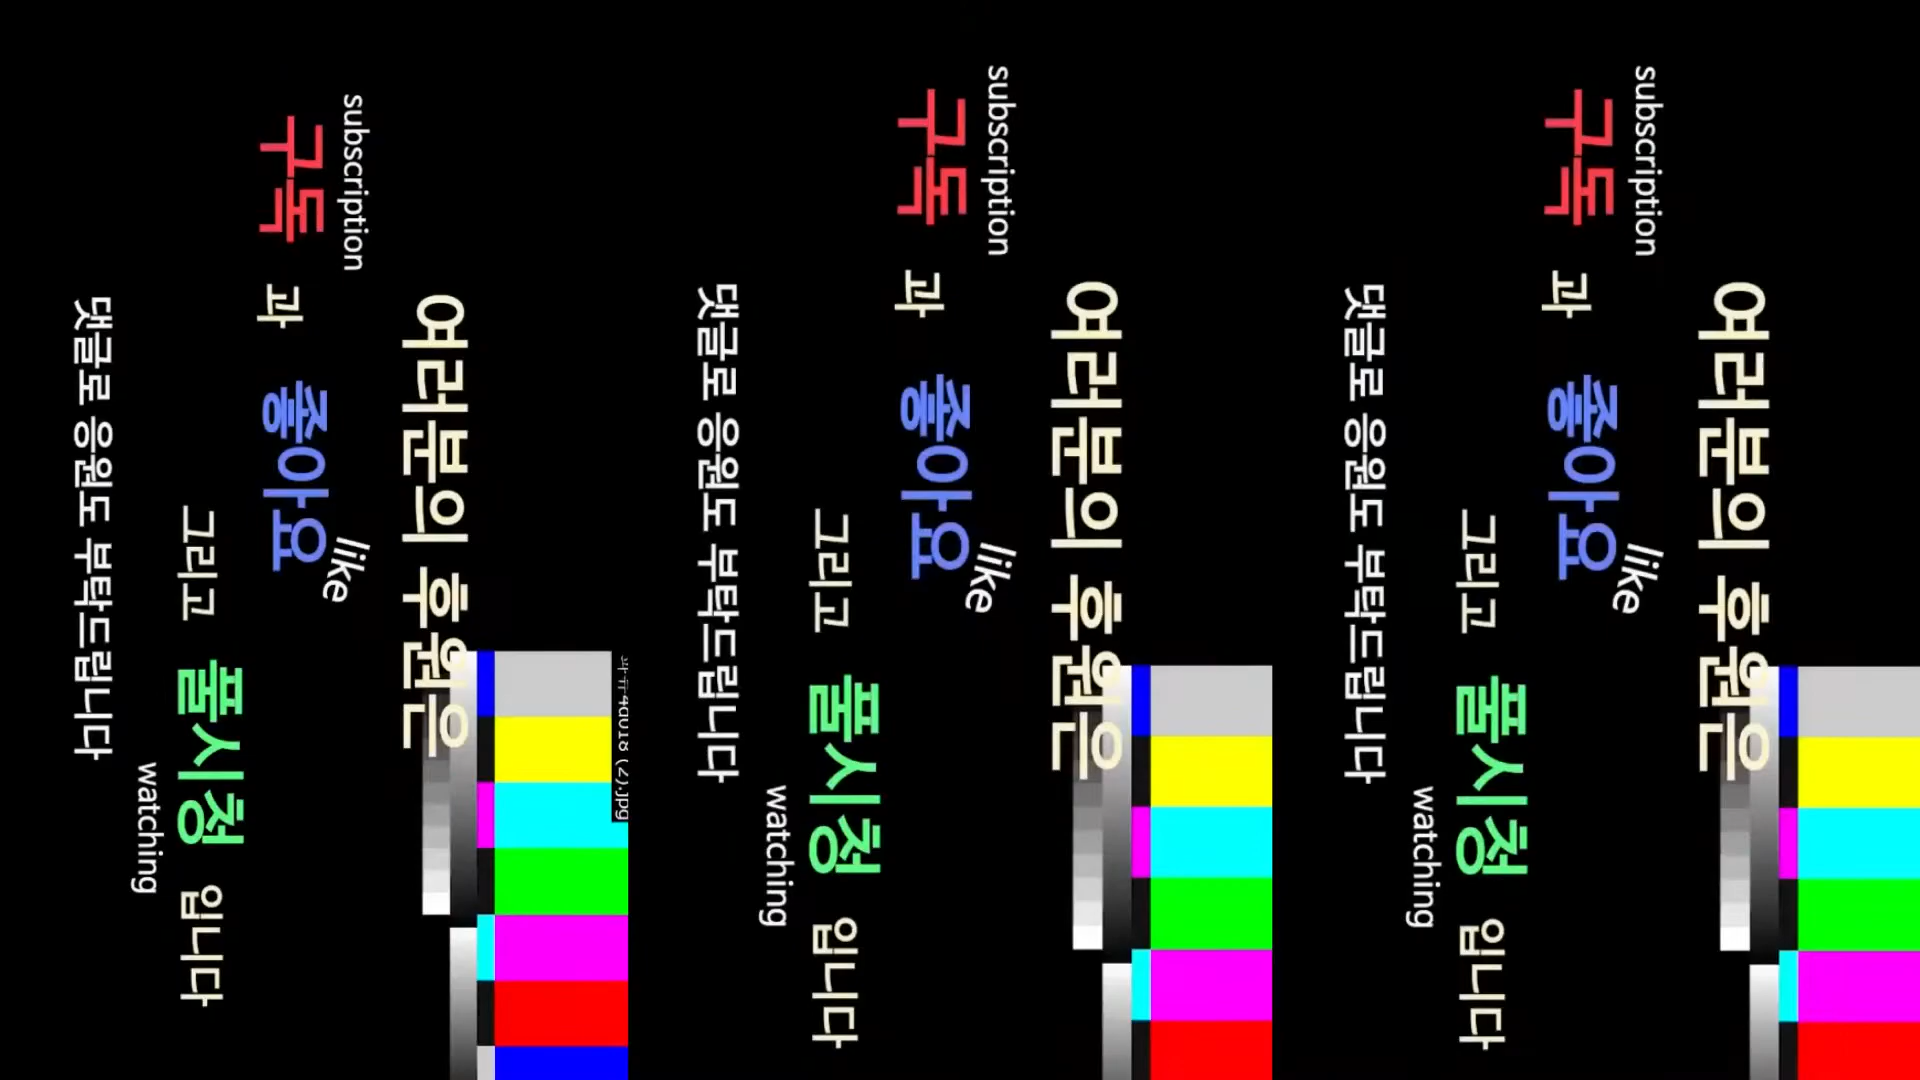 여러분의 후원은
subscription
구독 과 좋아요
like
그리고 풀시청 입니다
watching
댓글로 응원도 부탁드립니다
여러분의 후원은
subscription
구독 과 좋아요
like
그리고 풀시청 입니다
watching
댓글로 응원도 부탁드립니다
여러분의 후원은
subscription
구독 과 좋아요
like
그리고 풀시청 입니다
watching
댓글로 응원도 부탁드립니다